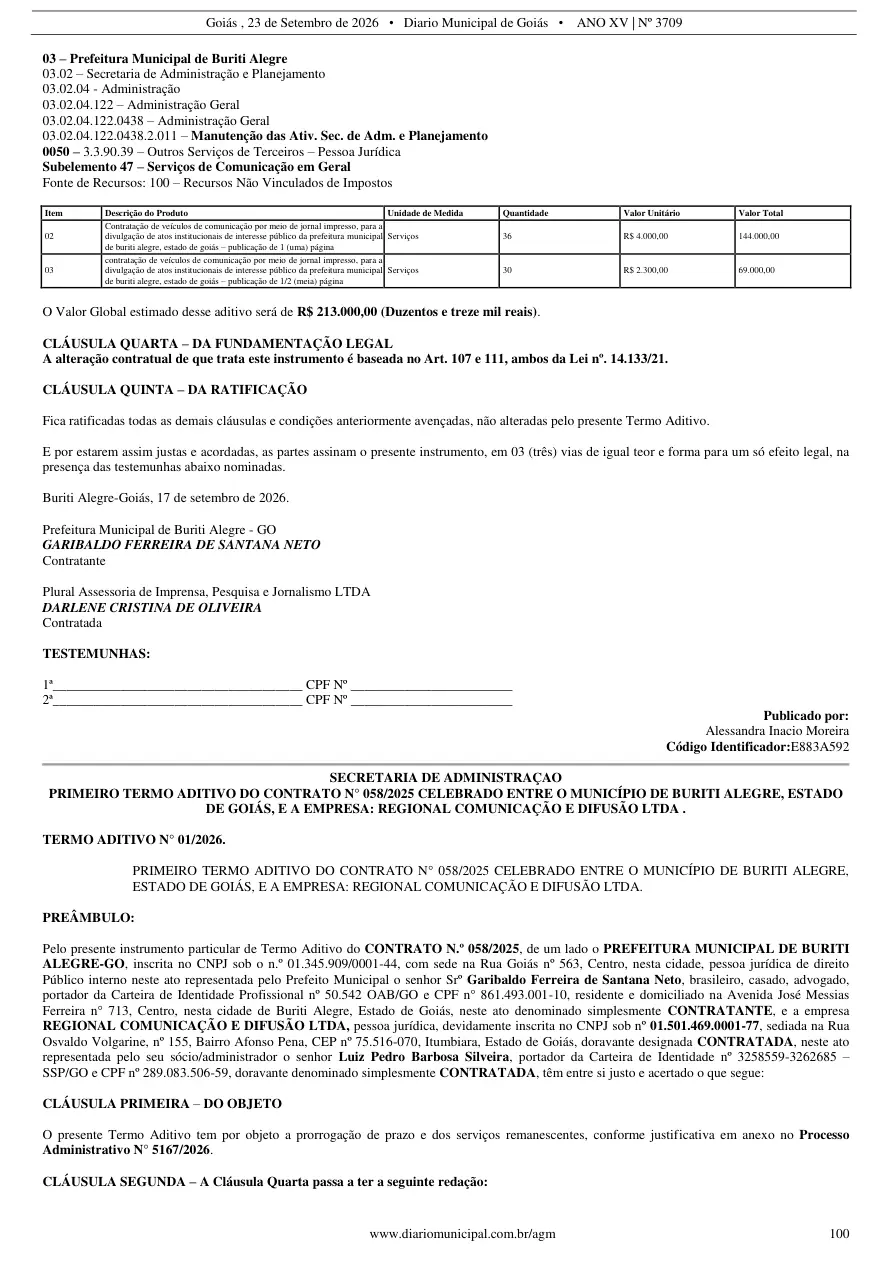 Goiás , 23 de Setembro de 2026 • Diario Municipal de Goiás • ANO XV | Nº 3709
03 – Prefeitura Municipal de Buriti Alegre
03.02 – Secretaria de Administração e Planejamento
03.02.04 - Administração
03.02.04.122 – Administração Geral
03.02.04.122.0438 – Administração Geral
03.02.04.122.0438.2.011 – Manutenção das Ativ. Sec. de Adm. e Planejamento
0050 – 3.3.90.39 – Outros Serviços de Terceiros – Pessoa Jurídica
Subelemento 47 – Serviços de Comunicação em Geral
Fonte de Recursos: 100 – Recursos Não Vinculados de Impostos
Item Descrição do Produto Unidade de Medida Quantidade Valor Unitário Valor Total
Contratação de veículos de comunicação por meio de jornal impresso, para a
02 divulgação de atos institucionais de interesse público da prefeitura municipal Serviços 36 R$ 4.000,00 144.000,00
de buriti alegre, estado de goiás – publicação de 1 (uma) página
contratação de veículos de comunicação por meio de jornal impresso, para a
03 divulgação de atos institucionais de interesse público da prefeitura municipal Serviços 30 R$ 2.300,00 69.000,00
de buriti alegre, estado de goiás – publicação de 1/2 (meia) página
O Valor Global estimado desse aditivo será de R$ 213.000,00 (Duzentos e treze mil reais).
CLÁUSULA QUARTA – DA FUNDAMENTAÇÃO LEGAL
A alteração contratual de que trata este instrumento é baseada no Art. 107 e 111, ambos da Lei nº. 14.133/21.
CLÁUSULA QUINTA – DA RATIFICAÇÃO
Fica ratificadas todas as demais cláusulas e condições anteriormente avençadas, não alteradas pelo presente Termo Aditivo.
E por estarem assim justas e acordadas, as partes assinam o presente instrumento, em 03 (três) vias de igual teor e forma para um só efeito legal, na
presença das testemunhas abaixo nominadas.
Buriti Alegre-Goiás, 17 de setembro de 2026.
Prefeitura Municipal de Buriti Alegre - GO
GARIBALDO FERREIRA DE SANTANA NETO
Contratante
Plural Assessoria de Imprensa, Pesquisa e Jornalismo LTDA
DARLENE CRISTINA DE OLIVEIRA
Contratada
TESTEMUNHAS:
1ª_____________________________________ CPF Nº ________________________
2ª_____________________________________ CPF Nº ________________________
Publicado por:
Alessandra Inacio Moreira
Código Identificador:E883A592
SECRETARIA DE ADMINISTRAÇAO
PRIMEIRO TERMO ADITIVO DO CONTRATO N° 058/2025 CELEBRADO ENTRE O MUNICÍPIO DE BURITI ALEGRE, ESTADO
DE GOIÁS, E A EMPRESA: REGIONAL COMUNICAÇÃO E DIFUSÃO LTDA .
TERMO ADITIVO N° 01/2026.
PRIMEIRO TERMO ADITIVO DO CONTRATO N° 058/2025 CELEBRADO ENTRE O MUNICÍPIO DE BURITI ALEGRE,
ESTADO DE GOIÁS, E A EMPRESA: REGIONAL COMUNICAÇÃO E DIFUSÃO LTDA.
PREÂMBULO:
Pelo presente instrumento particular de Termo Aditivo do CONTRATO N.º 058/2025, de um lado o PREFEITURA MUNICIPAL DE BURITI
ALEGRE-GO, inscrita no CNPJ sob o n.º 01.345.909/0001-44, com sede na Rua Goiás nº 563, Centro, nesta cidade, pessoa jurídica de direito
Público interno neste ato representada pelo Prefeito Municipal o senhor Srº Garibaldo Ferreira de Santana Neto, brasileiro, casado, advogado,
portador da Carteira de Identidade Profissional nº 50.542 OAB/GO e CPF n° 861.493.001-10, residente e domiciliado na Avenida José Messias
Ferreira n° 713, Centro, nesta cidade de Buriti Alegre, Estado de Goiás, neste ato denominado simplesmente CONTRATANTE, e a empresa
REGIONAL COMUNICAÇÃO E DIFUSÃO LTDA, pessoa jurídica, devidamente inscrita no CNPJ sob nº 01.501.469.0001-77, sediada na Rua
Osvaldo Volgarine, nº 155, Bairro Afonso Pena, CEP nº 75.516-070, Itumbiara, Estado de Goiás, doravante designada CONTRATADA, neste ato
representada pelo seu sócio/administrador o senhor Luiz Pedro Barbosa Silveira, portador da Carteira de Identidade nº 3258559-3262685 –
SSP/GO e CPF nº 289.083.506-59, doravante denominado simplesmente CONTRATADA, têm entre si justo e acertado o que segue:
CLÁUSULA PRIMEIRA – DO OBJETO
O presente Termo Aditivo tem por objeto a prorrogação de prazo e dos serviços remanescentes, conforme justificativa em anexo no Processo
Administrativo N° 5167/2026.
CLÁUSULA SEGUNDA – A Cláusula Quarta passa a ter a seguinte redação:
www.diariomunicipal.com.br/agm 100